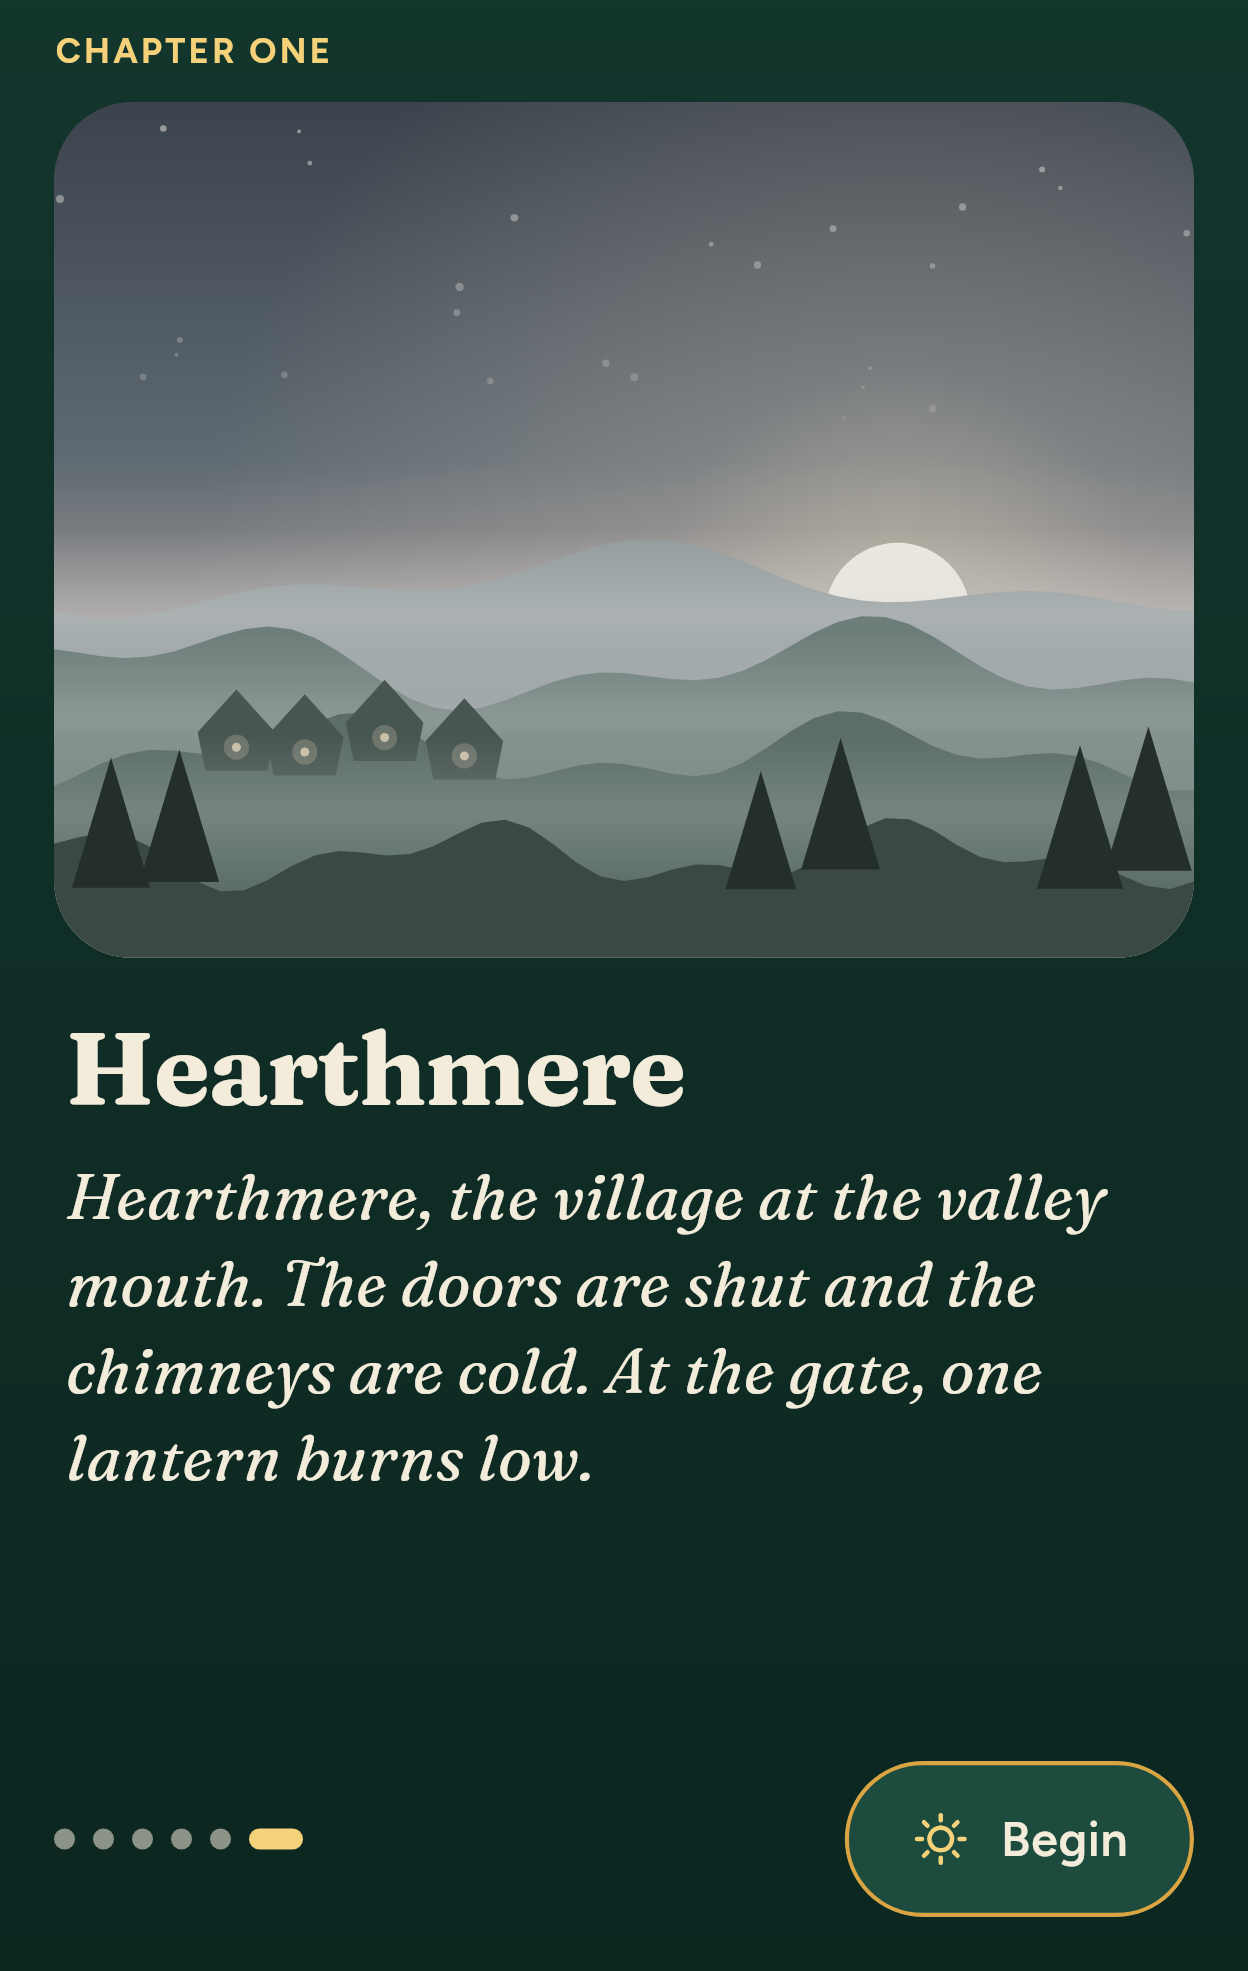 CHAPTER ONE
Hearthmere
Hearthmere, the village at the valley
mouth. The doors are shut and the
chimneys are cold. At the gate, one
lantern burns low.
Begin